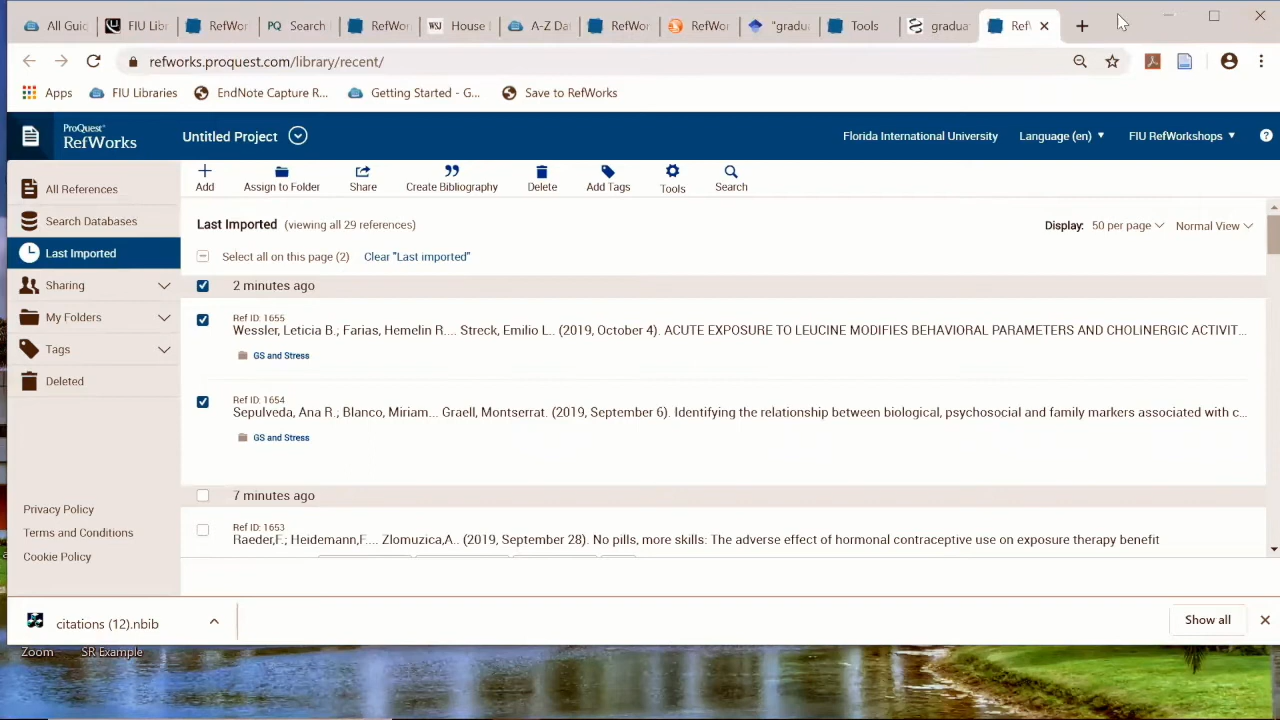 All Guid FIU Libr RefWor PQ Search RefWor WSJ House A-Z Dat RefWor RefWor "gradu Tools gradua Ref
refworks.proquest.com/library/recent/
Apps FIU Libraries EndNote Capture R... Getting Started - G... Save to RefWorks
ProQuest®
RefWorks
Untitled Project
Florida International University Language (en) FIU RefWorkshops
All References
Search Databases
Last Imported
Sharing
My Folders
Tags
Deleted
Privacy Policy
Terms and Conditions
Cookie Policy
Add Assign to Folder Share Create Bibliography Delete Add Tags Tools Search
Last Imported (viewing all 29 references)
Display: 50 per page Normal View
Select all on this page (2) Clear "Last imported"
2 minutes ago
Ref ID: 1655
Wessler, Leticia B.; Farias, Hemelin R.... Streck, Emilio L.. (2019, October 4). ACUTE EXPOSURE TO LEUCINE MODIFIES BEHAVIORAL PARAMETERS AND CHOLINERGIC ACTIVIT...
GS and Stress
Ref ID: 1654
Sepulveda, Ana R.; Blanco, Miriam... Graell, Montserrat. (2019, September 6). Identifying the relationship between biological, psychosocial and family markers associated with c...
GS and Stress
7 minutes ago
Ref ID: 1653
Raeder,F.; Heidemann,F.... Zlomuzica,A.. (2019, September 28). No pills, more skills: The adverse effect of hormonal contraceptive use on exposure therapy benefit
citations (12).nbib
Show all
Zoom SR Example